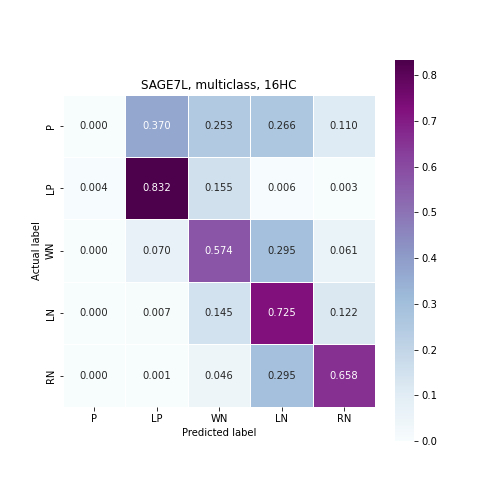 SAGE7L, multiclass, 16HC
P 0.000 0.370 0.253 0.266 0.110
LP 0.004 0.832 0.155 0.006 0.003
WN 0.000 0.070 0.574 0.295 0.061
LN 0.000 0.007 0.145 0.725 0.122
RN 0.000 0.001 0.046 0.295 0.658
Actual label
P LP WN LN RN
Predicted label
0.8
0.7
0.6
0.5
0.4
0.3
0.2
0.1
0.0